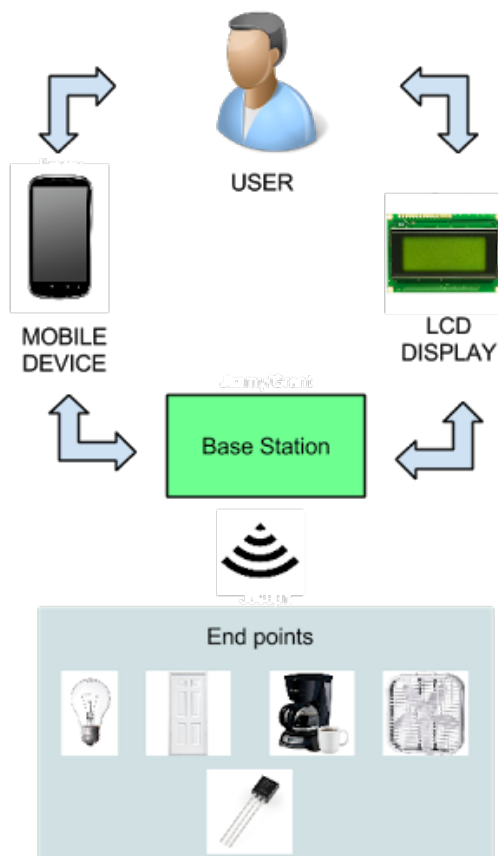 USER
MOBILE
DEVICE
LCD
DISPLAY
Base Station
End points